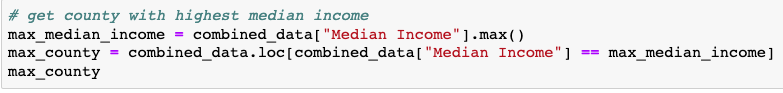 # get county with highest median income
max_median_income = combined_data["Median Income"].max()
max_county = combined_data.loc[combined_data["Median Income"] == max_median_income]
max_county